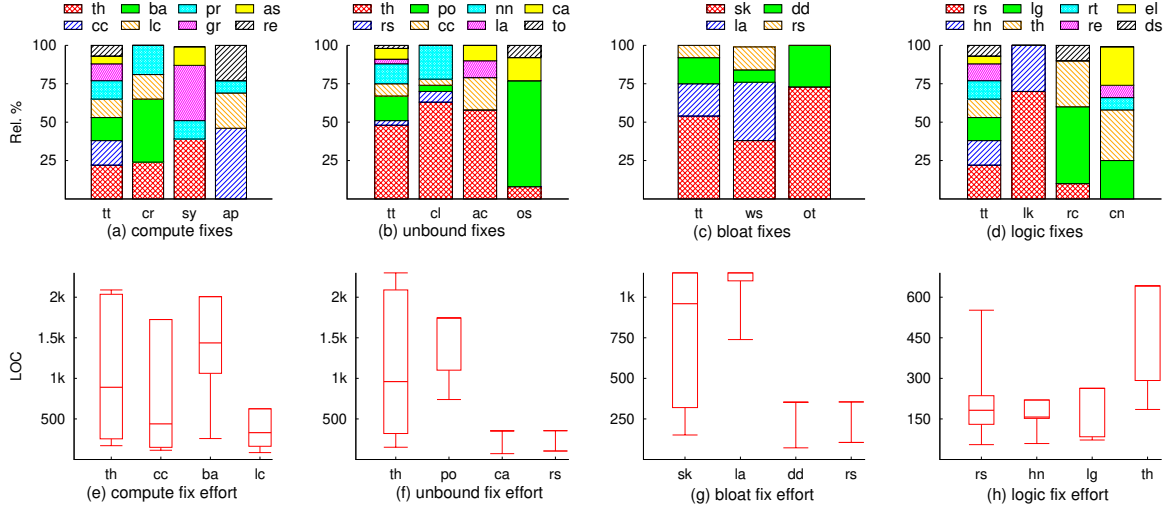 th ba pr as
cc lc gr re
Rel. %
100
75
50
25
tt cr sy ap
(a) compute fixes
th po nn ca
rs cc la to
100
75
50
25
tt cl ac os
(b) unbound fixes
sk dd
la rs
100
75
50
25
tt ws ot
(c) bloat fixes
rs lg rt el
hn th re ds
100
75
50
25
tt lk rc cn
(d) logic fixes
LOC
2k
1.5k
1k
500
th cc ba lc
(e) compute fix effort
2k
1.5k
1k
500
th po ca rs
(f) unbound fix effort
1k
750
500
250
sk la dd rs
(g) bloat fix effort
600
450
300
150
rs hn lg th
(h) logic fix effort